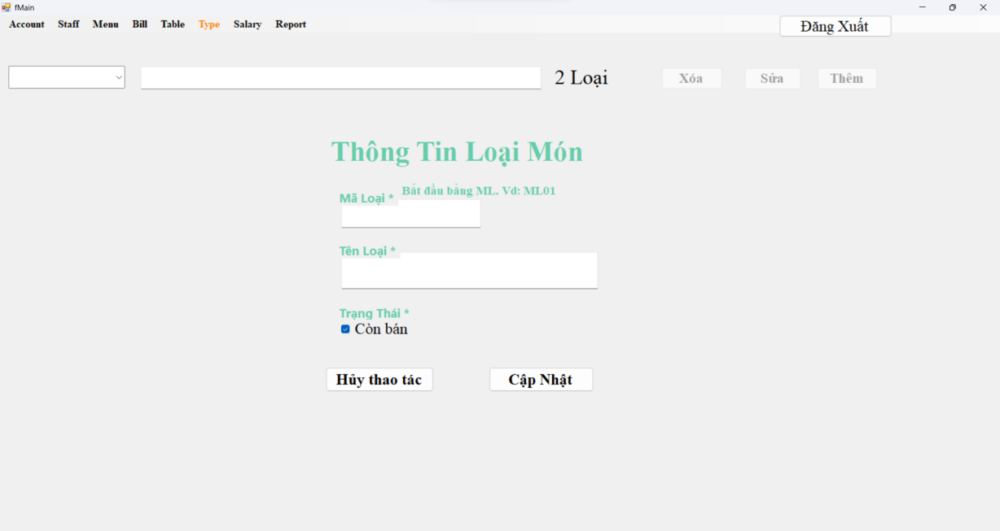 fMain
Account Staff Menu Bill Table Type Salary Report
Đăng Xuất
2 Loại Xóa Sửa Thêm
Thông Tin Loại Món
Bắt đầu bằng ML. Vd: ML01
Mã Loại *
Tên Loại *
Trạng Thái *
Còn bán
Hủy thao tác Cập Nhật